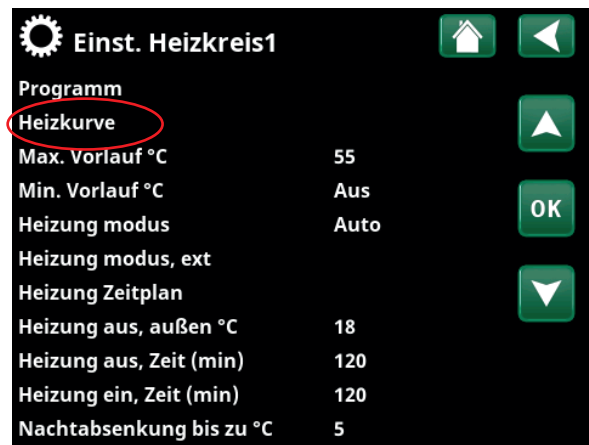 Einst. Heizkreis1
Programm
Heizkurve
Max. Vorlauf °C 55
Min. Vorlauf °C Aus
Heizung modus Auto
OK
Heizung modus, ext
Heizung Zeitplan
Heizung aus, außen °C 18
Heizung aus, Zeit (min) 120
Heizung ein, Zeit (min) 120
Nachtabsenkung bis zu °C 5